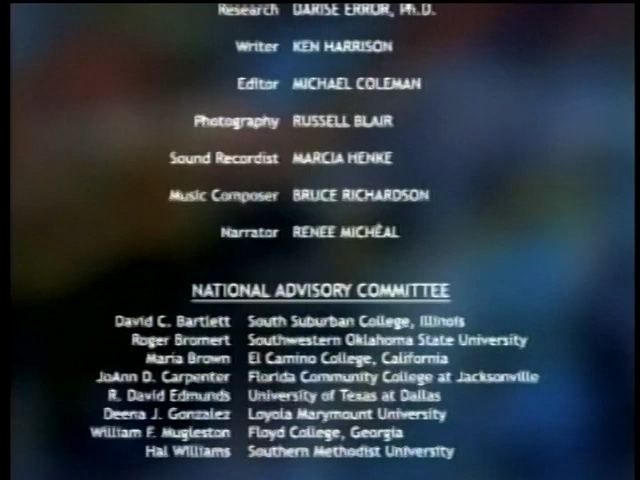 Research DARISE ERROR, Ph.D.
Writer KEN HARRISON
Editor MICHAEL COLEMAN
Photography RUSSELL BLAIR
Sound Recordist MARCIA HENKE
Music Composer BRUCE RICHARDSON
Narrator RENEE MICHÉAL
NATIONAL ADVISORY COMMITTEE
David C. Bartlett South Suburban College, Illinois
Roger Bromert Southwestern Oklahoma State University
Maria Brown El Camino College, California
JoAnn D. Carpenter Florida Community College at Jacksonville
R. David Edmunds University of Texas at Dallas
Deena J. Gonzalez Loyola Marymount University
William F. Mugleston Floyd College, Georgia
Hal Williams Southern Methodist University